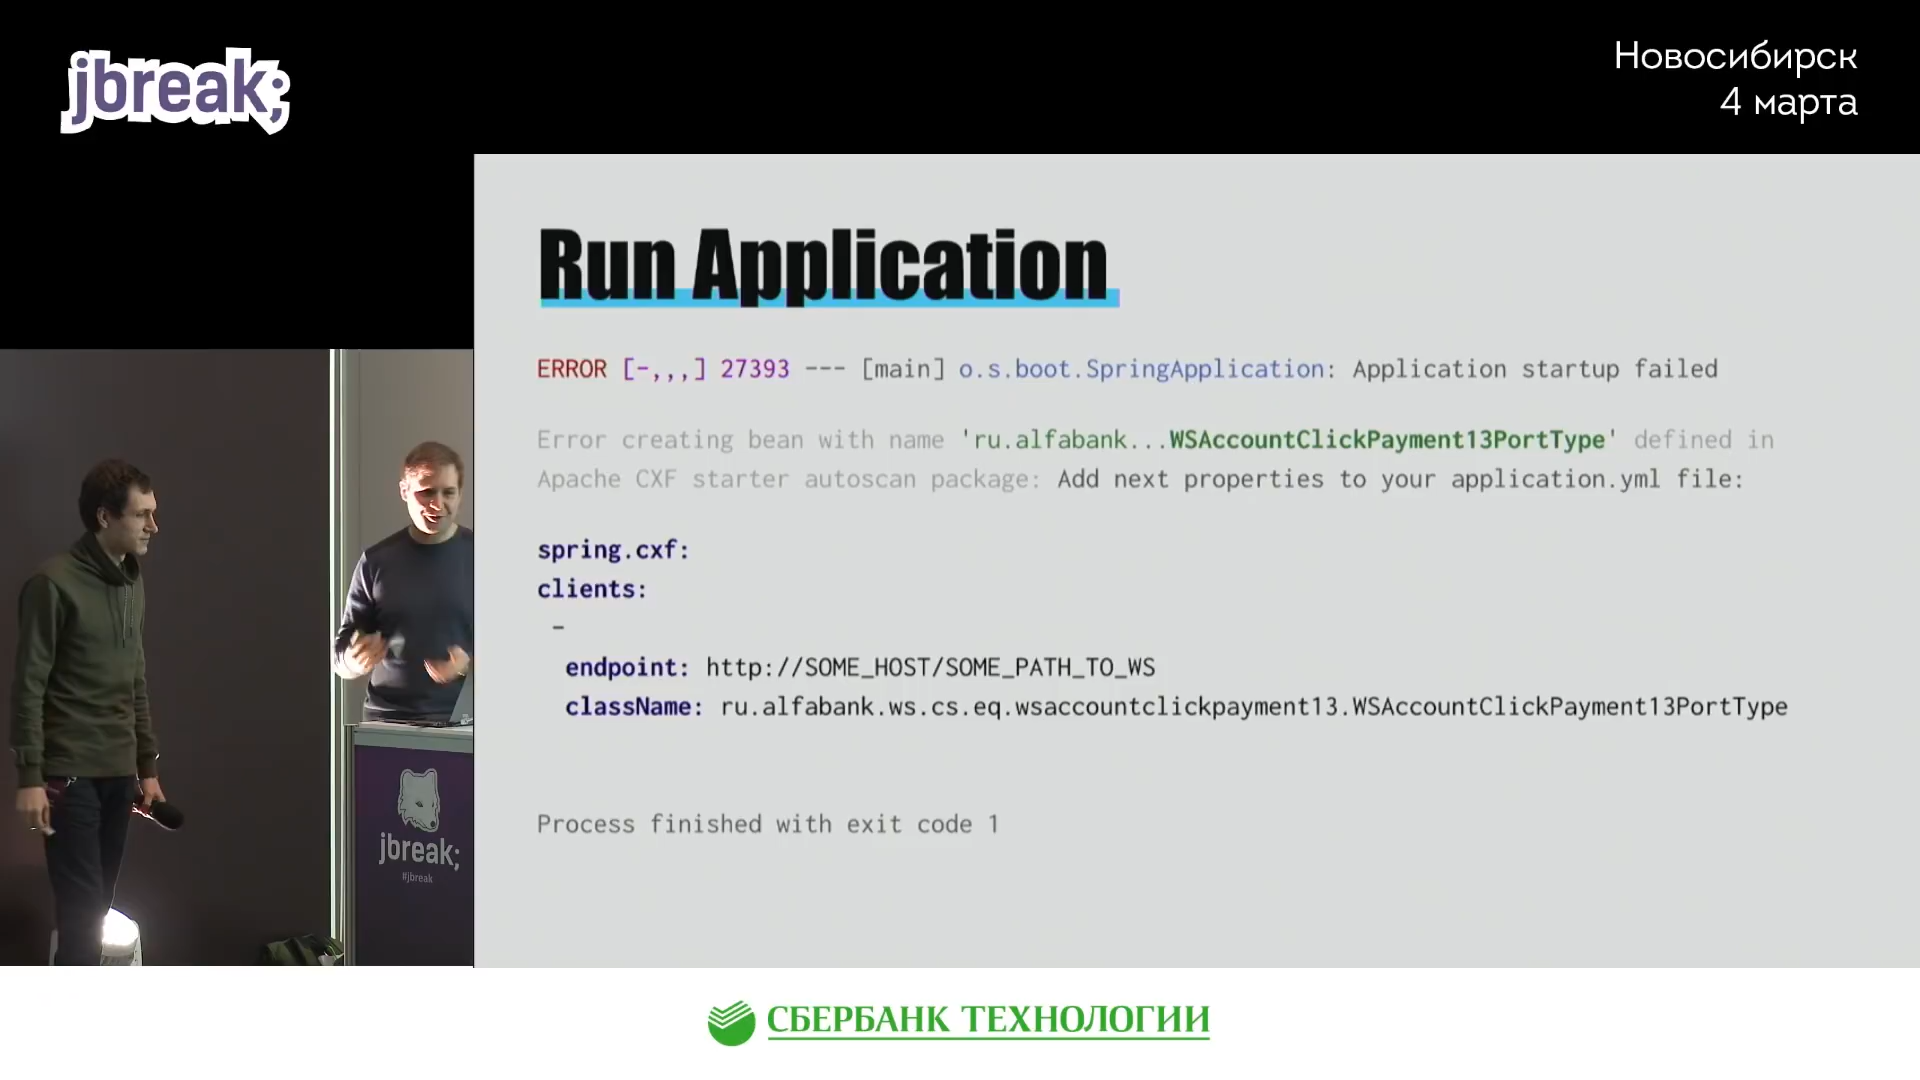 jbreak;
Новосибирск
4 марта
Run Application
ERROR [-,,,] 27393 --- [main] o.s.boot.SpringApplication: Application startup failed
Error creating bean with name 'ru.alfabank...WSAccountClickPayment13PortType' defined in
Apache CXF starter autoscan package: Add next properties to your application.yml file:
spring.cxf:
clients:
-
endpoint: http://SOME_HOST/SOME_PATH_TO_WS
className: ru.alfabank.ws.cs.eq.wsaccountclickpayment13.WSAccountClickPayment13PortType
Process finished with exit code 1
jbreak;
#jbreak
СБЕРБАНК ТЕХНОЛОГИИ